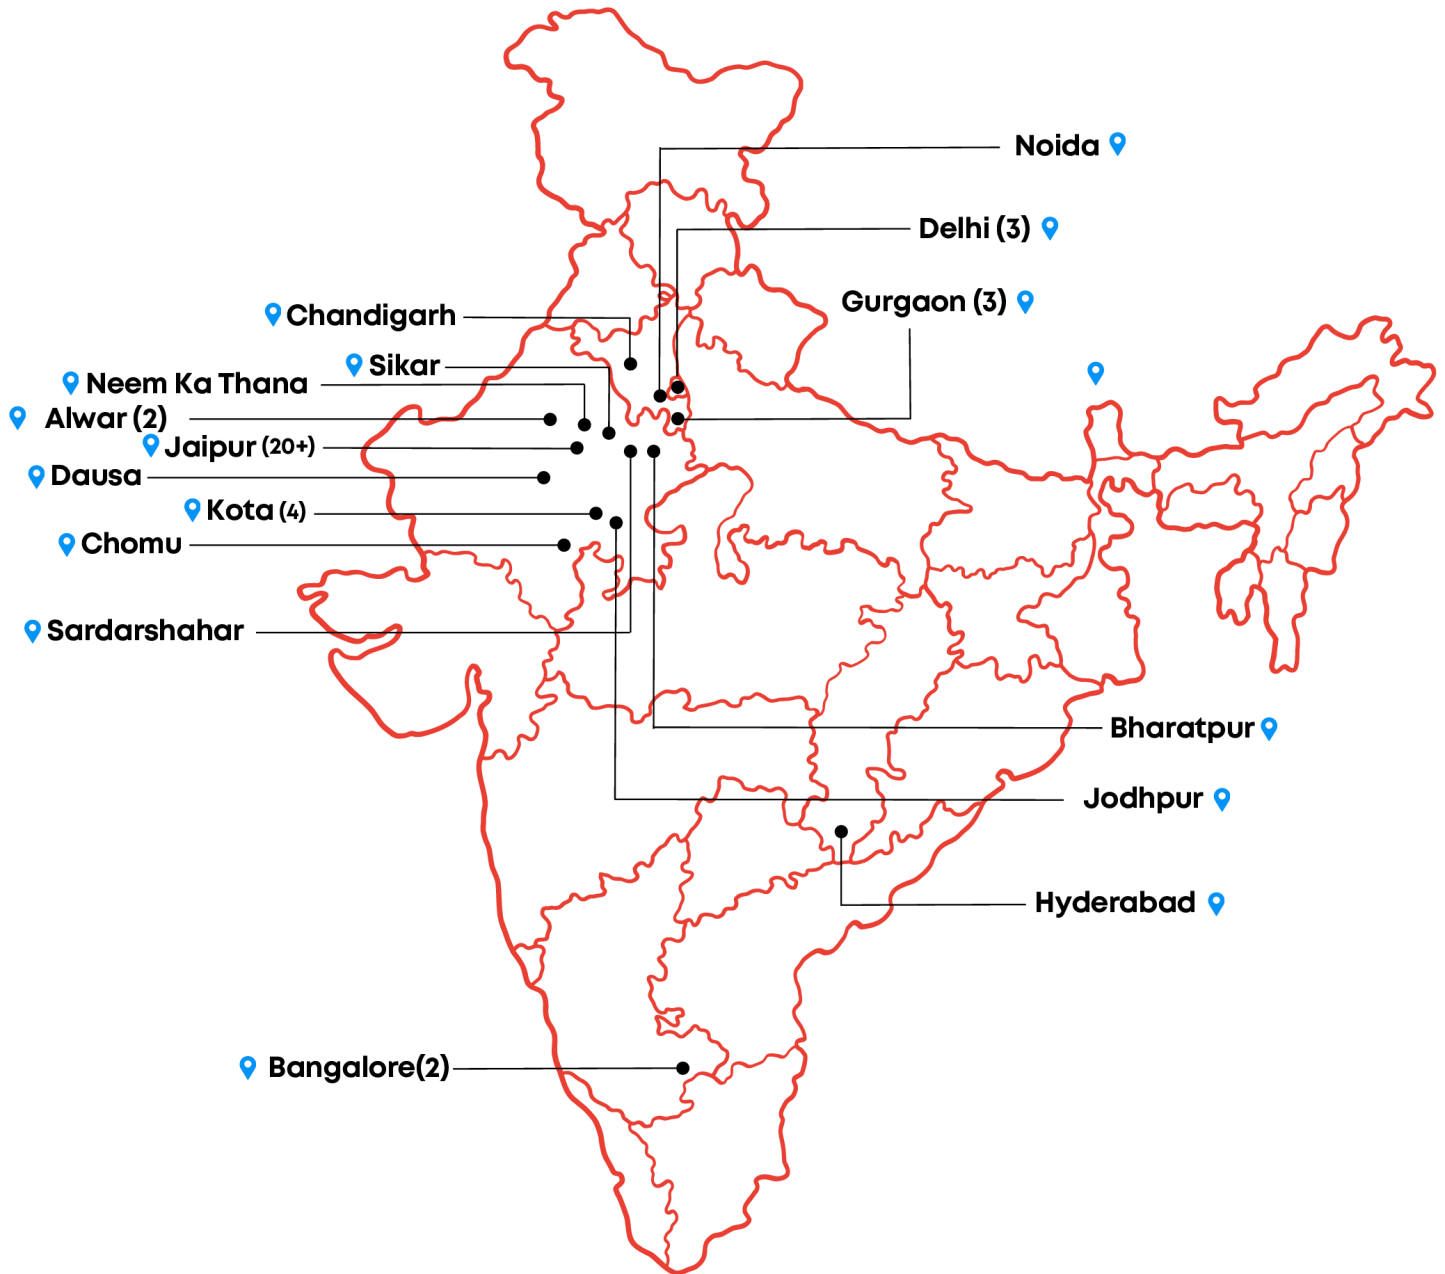 Noida
Delhi (3)
Gurgaon (3)
Chandigarh
Sikar
Neem Ka Thana
Alwar (2)
Jaipur (20+)
Dausa
Kota (4)
Chomu
Sardarshahar
Bharatpur
Jodhpur
Hyderabad
Bangalore(2)